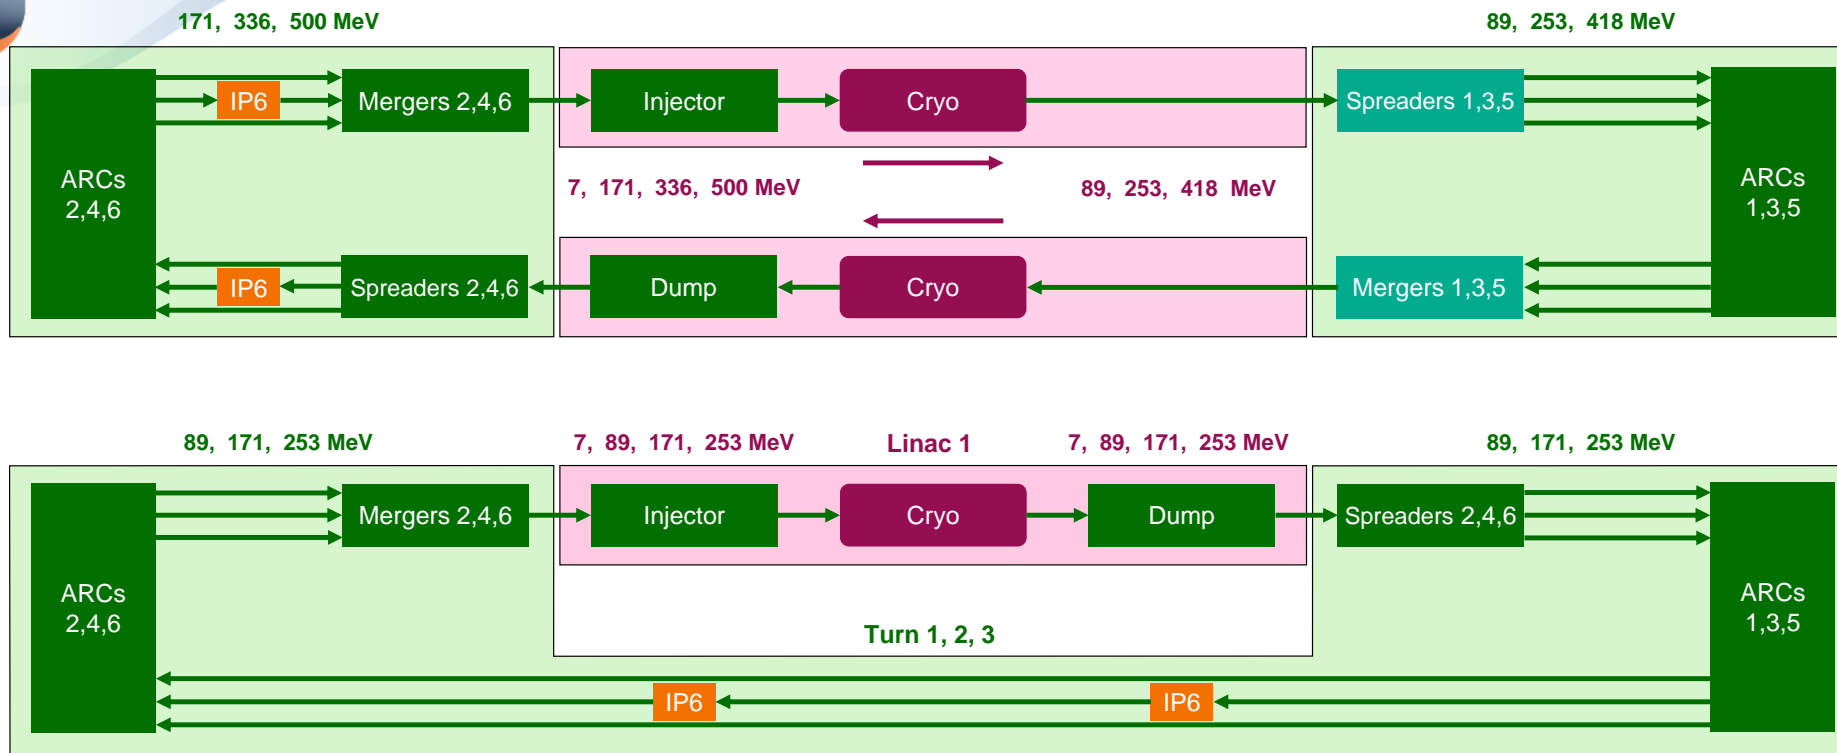 171, 336, 500 MeV
89, 253, 418 MeV
IP6
Mergers 2,4,6
Injector
Cryo
Spreaders 1,3,5
ARCs
2,4,6
7, 171, 336, 500 MeV
89, 253, 418 MeV
ARCs
1,3,5
IP6
Spreaders 2,4,6
Dump
Cryo
Mergers 1,3,5
89, 171, 253 MeV
7, 89, 171, 253 MeV
Linac 1
7, 89, 171, 253 MeV
89, 171, 253 MeV
Mergers 2,4,6
Injector
Cryo
Dump
Spreaders 2,4,6
ARCs
2,4,6
ARCs
1,3,5
Turn 1, 2, 3
IP6
IP6